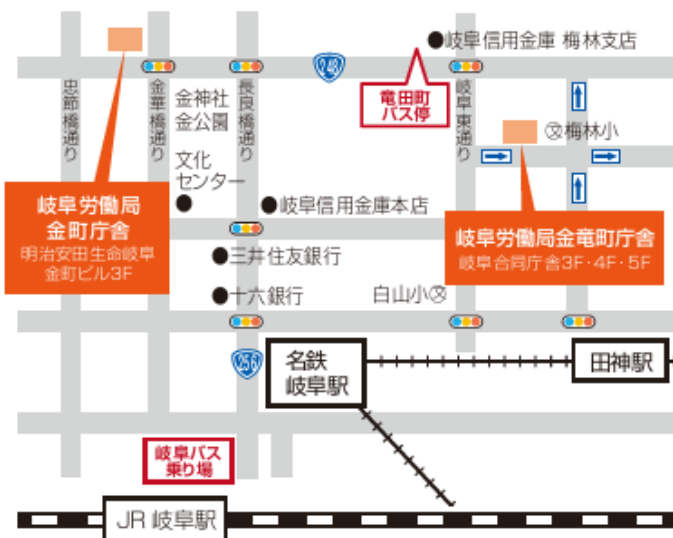 岐阜信用金庫 梅林支店
248
忠節橋通り
金華橋通り
金神社
金公園
長良橋通り
竜田町
バス停
岐阜東通り
文梅林小
文化
センター
岐阜労働局
金町庁舎
明治安田生命岐阜
金町ビル3F
岐阜信用金庫本店
岐阜労働局金竜町庁舎
岐阜合同庁舎3F・4F・5F
三井住友銀行
十六銀行
白山小文
256
名鉄
岐阜駅
田神駅
岐阜バス
乗り場
JR 岐阜駅